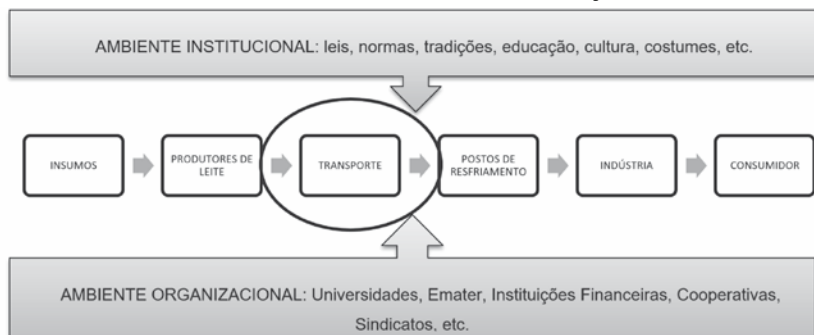 AMBIENTE INSTITUCIONAL: leis, normas, tradições, educação, cultura, costumes, etc.
INSUMOS
PRODUTORES DE
LEITE
TRANSPORTE
POSTOS DE
RESFRIAMENTO
INDÚSTRIA
CONSUMIDOR
AMBIENTE ORGANIZACIONAL: Universidades, Emater, Instituições Financeiras, Cooperativas,
Sindicatos, etc.